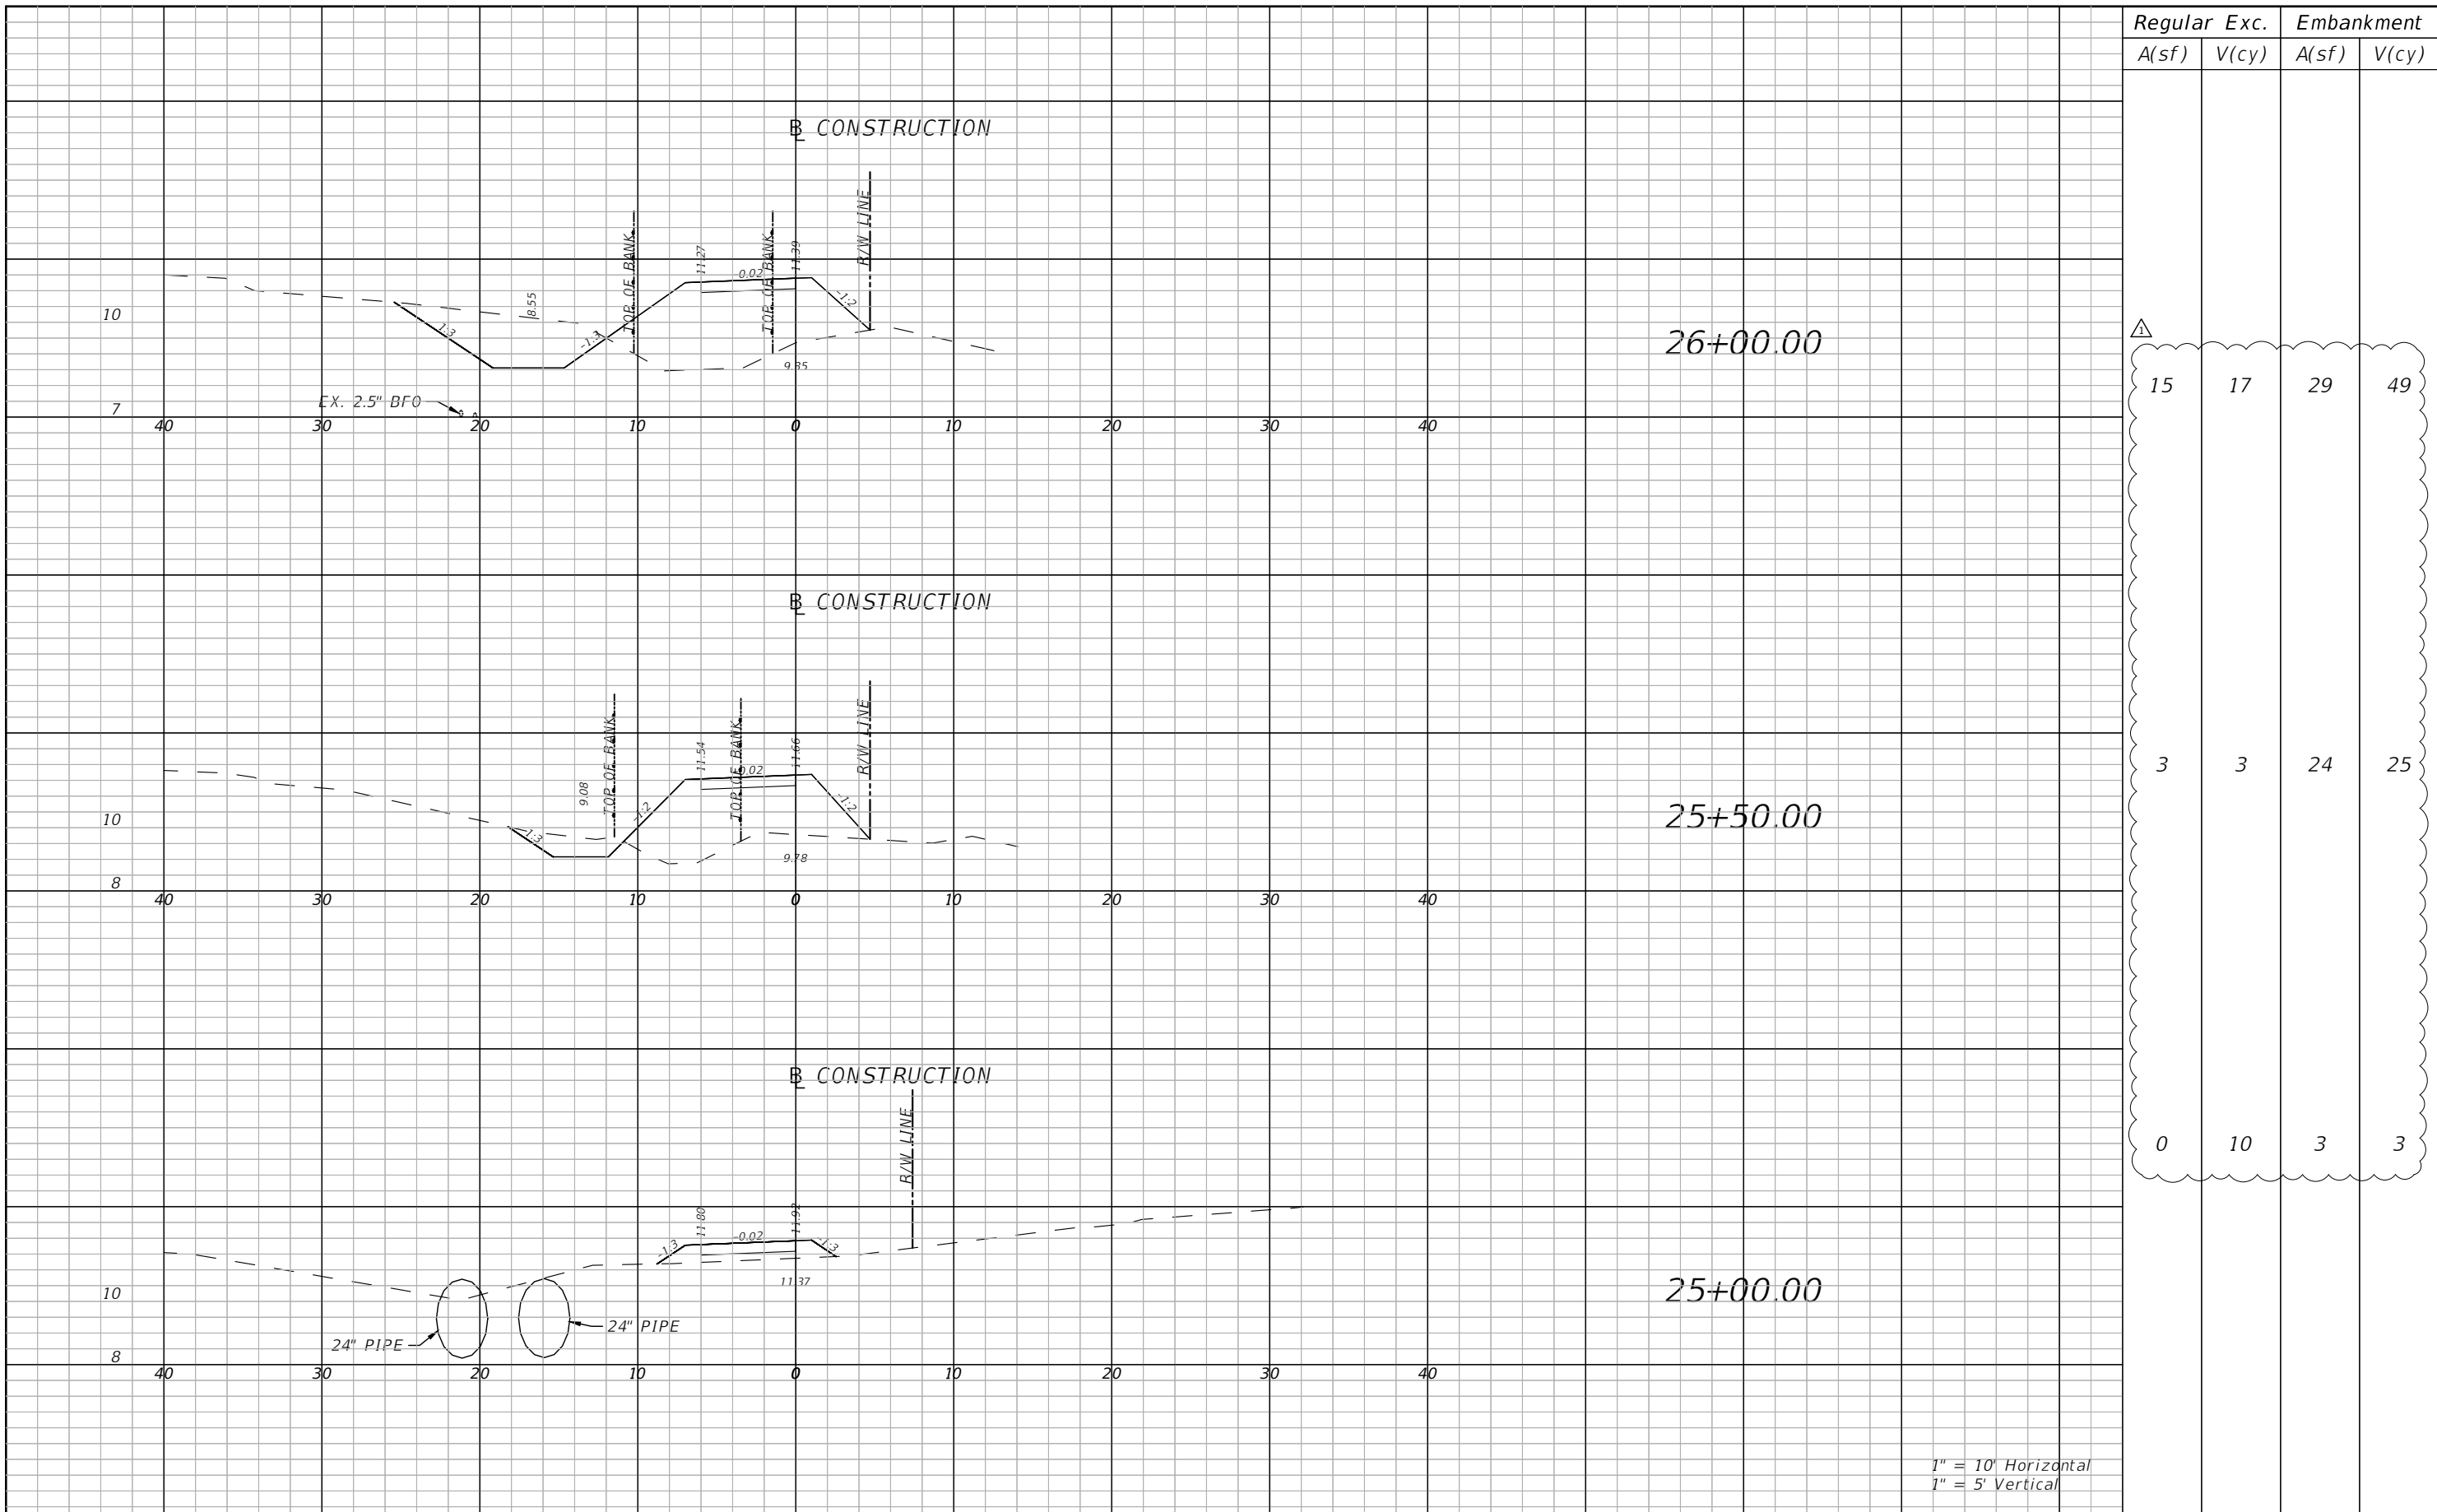 Regular Exc. Embankment
A(sf) V(cy) A(sf) V(cy)
B CONSTRUCTION
R/W LINE
TOP OF BANK
TOP OF BANK
11.27
11.39
0.02
-1:2
8.55
10
1:3
-1:3
26+00.00
1
9.35
15 17 29 49
EX. 2.5" BFO
7
40 30 20 10 0 10 20 30 40
B CONSTRUCTION
R/W LINE
TOP OF BANK
TOP OF BANK
11.54
11.66
-0.02
9.08
3 3 24 25
-1:2
-1:2
10
25+50.00
1:3
9.78
8
40 30 20 10 0 10 20 30 40
B CONSTRUCTION
R/W LINE
0 10 3 3
11.80
11.92
-0.02
-1:3
-1:3
11.37
10
25+00.00
24" PIPE
24" PIPE
8
40 30 20 10 0 10 20 30 40
1" = 10' Horizontal
1" = 5' Vertical